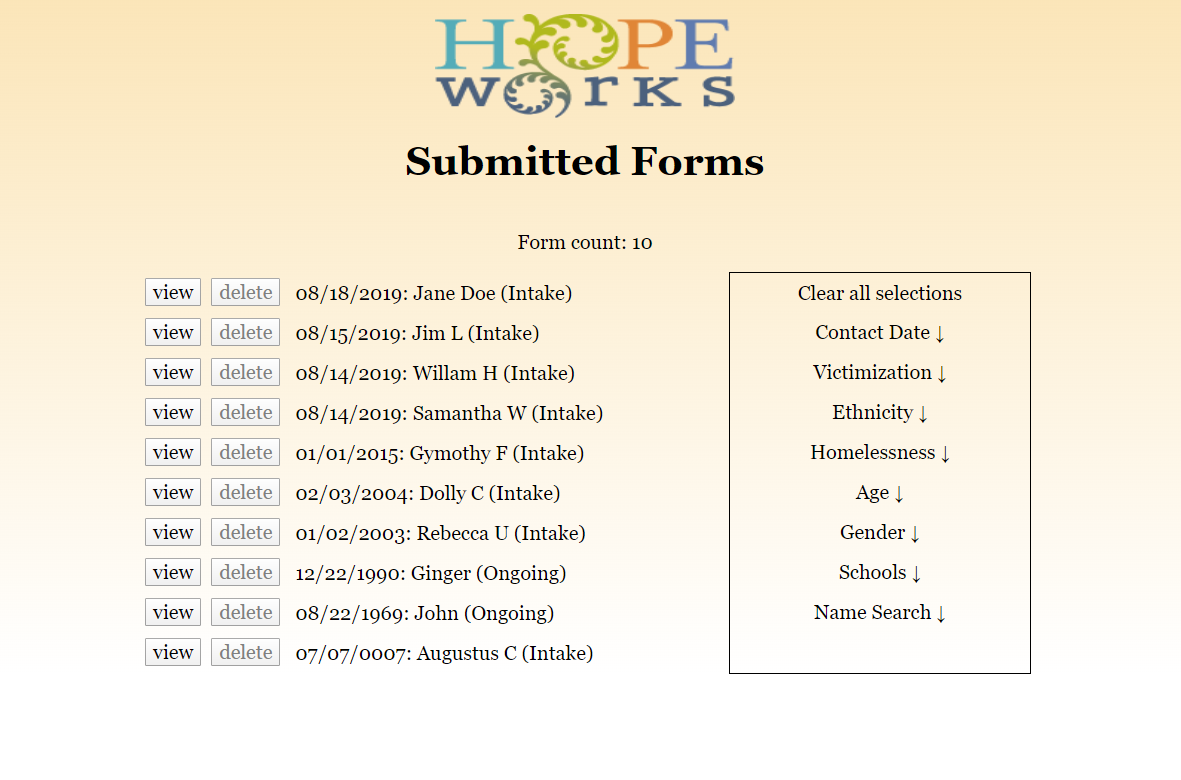 HOPE
WORKS
Submitted Forms
Form count: 10
view delete 08/18/2019: Jane Doe (Intake)
view delete 08/15/2019: Jim L (Intake)
view delete 08/14/2019: Willam H (Intake)
view delete 08/14/2019: Samantha W (Intake)
view delete 01/01/2015: Gymothy F (Intake)
view delete 02/03/2004: Dolly C (Intake)
view delete 01/02/2003: Rebecca U (Intake)
view delete 12/22/1990: Ginger (Ongoing)
view delete 08/22/1969: John (Ongoing)
view delete 07/07/0007: Augustus C (Intake)
Clear all selections
Contact Date ↓
Victimization ↓
Ethnicity ↓
Homelessness ↓
Age ↓
Gender ↓
Schools ↓
Name Search ↓